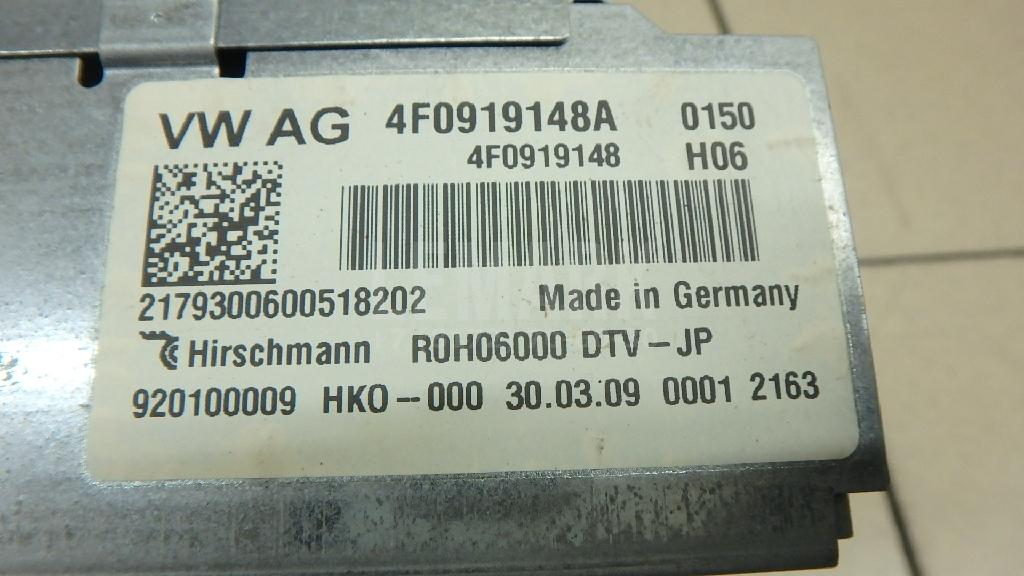 VW AG 4F0919148A 0150
4F0919148 H06
2179300600518202 Made in Germany
Hirschmann R0H06000 DTV-JP
920100009 HKO-000 30.03.09 0001 2163